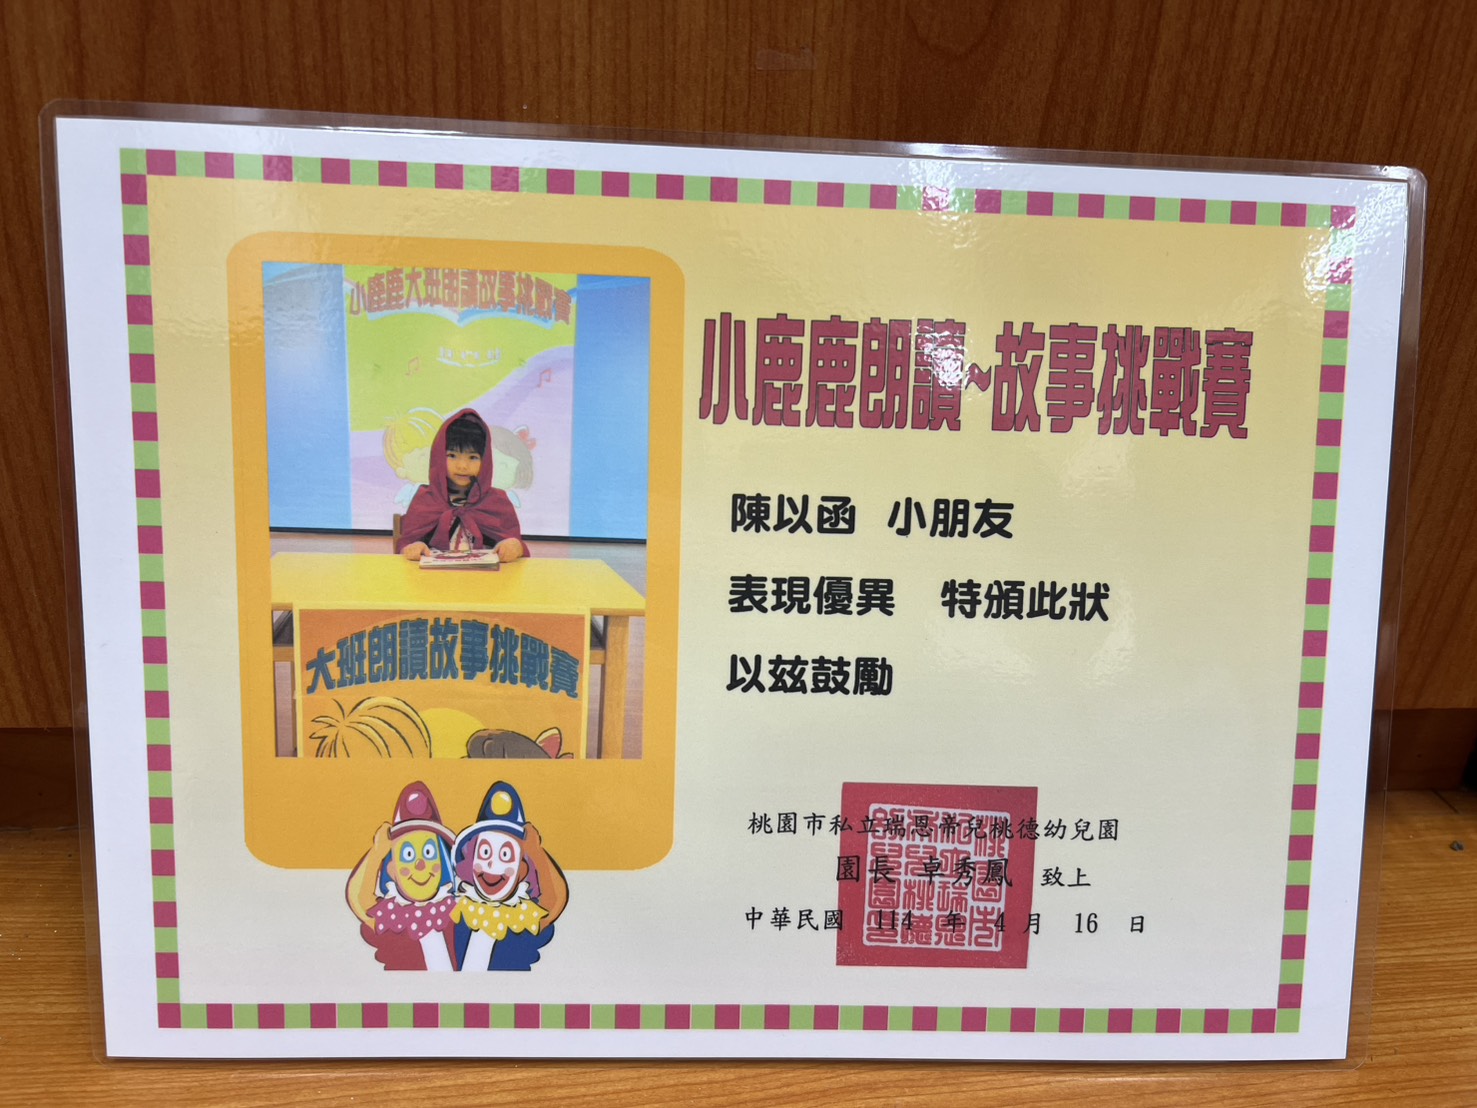 小鹿鹿大班朗讀故事挑戰賽
大班朗讀故事挑戰賽
小鹿鹿朗讀~故事挑戰賽
陳以函 小朋友
表現優異 特頒此狀
以茲鼓勵
桃園市私立瑞恩帝兒桃德幼兒園
園長 卓秀鳳 致上
中華民國 114 年 4 月 16 日